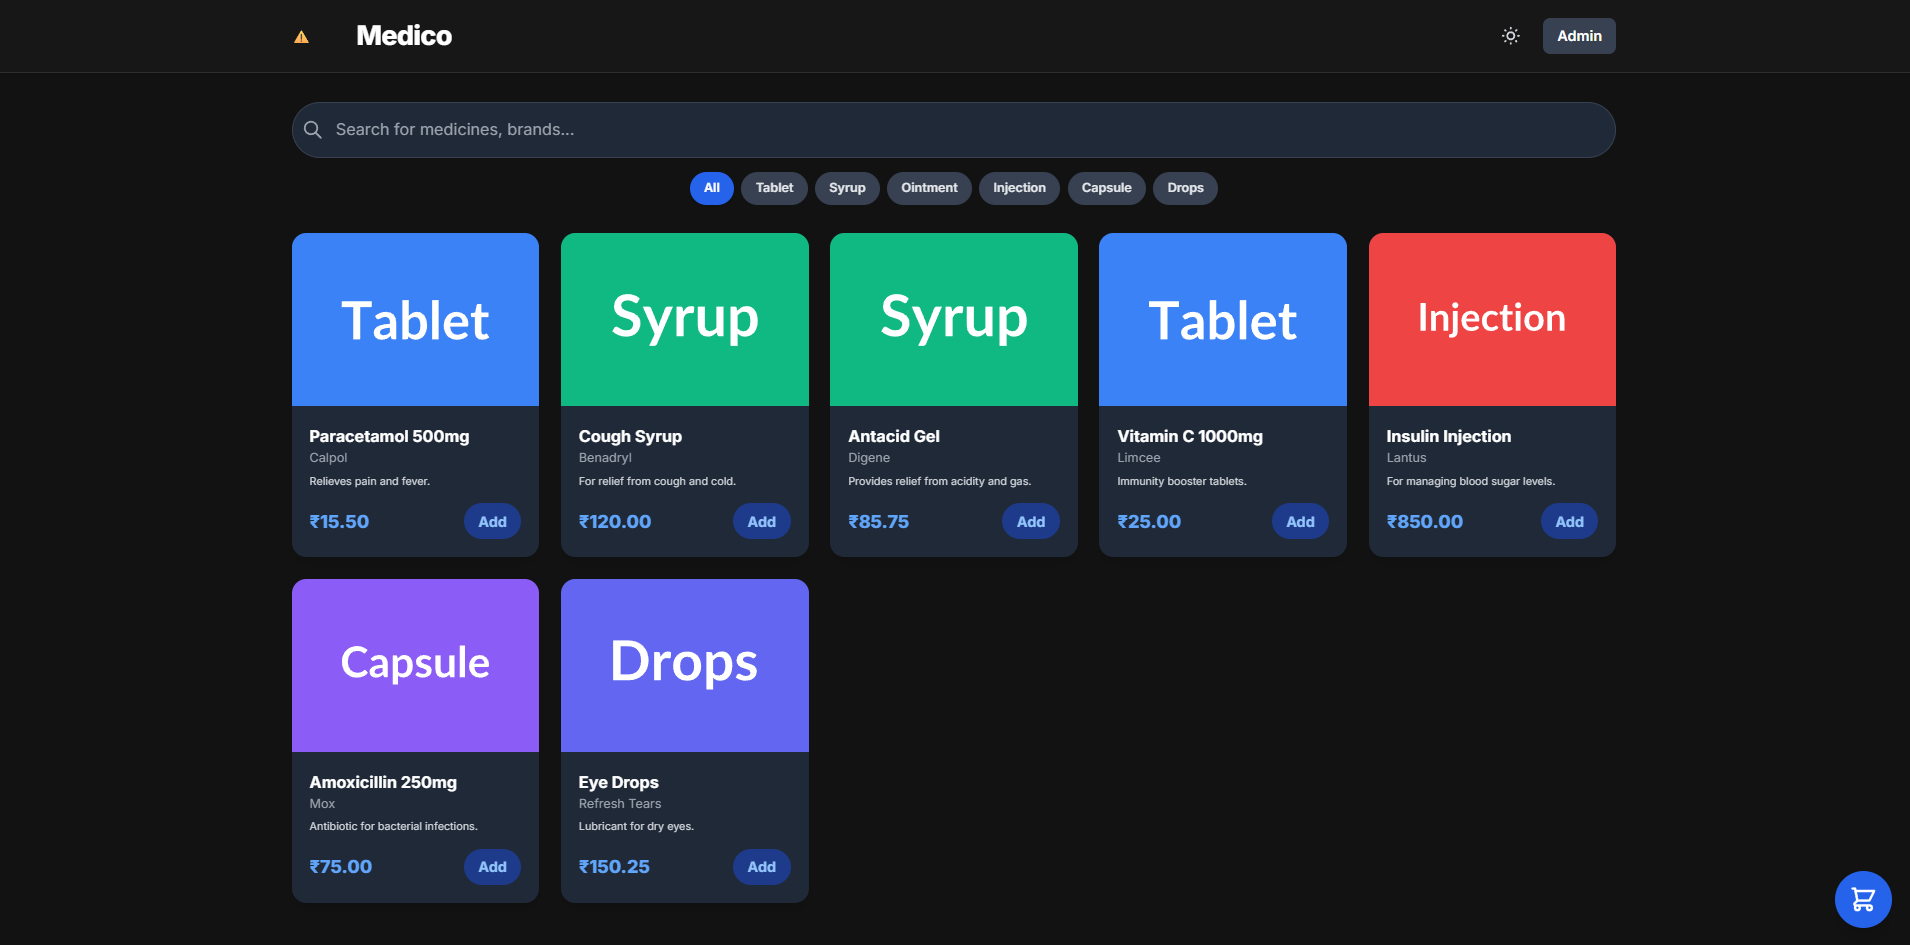 Medico
Admin
Search for medicines, brands...
All Tablet Syrup Ointment Injection Capsule Drops
Tablet
Paracetamol 500mg
Calpol
Relieves pain and fever.
₹15.50 Add
Syrup
Cough Syrup
Benadryl
For relief from cough and cold.
₹120.00 Add
Syrup
Antacid Gel
Digene
Provides relief from acidity and gas.
₹85.75 Add
Tablet
Vitamin C 1000mg
Limcee
Immunity booster tablets.
₹25.00 Add
Injection
Insulin Injection
Lantus
For managing blood sugar levels.
₹850.00 Add
Capsule
Amoxicillin 250mg
Mox
Antibiotic for bacterial infections.
₹75.00 Add
Drops
Eye Drops
Refresh Tears
Lubricant for dry eyes.
₹150.25 Add